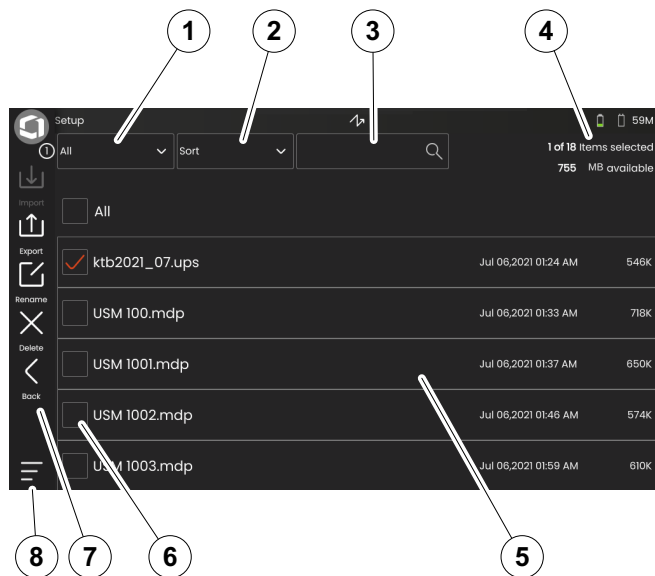 1 2 3 4
Setup 59M
1 All Sort 1 of 18 Items selected
755 MB available
Import
All
Export
ktb2021_07.ups Jul 06,2021 01:24 AM 546K
Rename
USM 100.mdp Jul 06,2021 01:33 AM 718K
Delete
USM 1001.mdp Jul 06,2021 01:37 AM 650K
Back
USM 1002.mdp Jul 06,2021 01:46 AM 574K
USM 1003.mdp Jul 06,2021 01:59 AM 610K
8 7 6 5